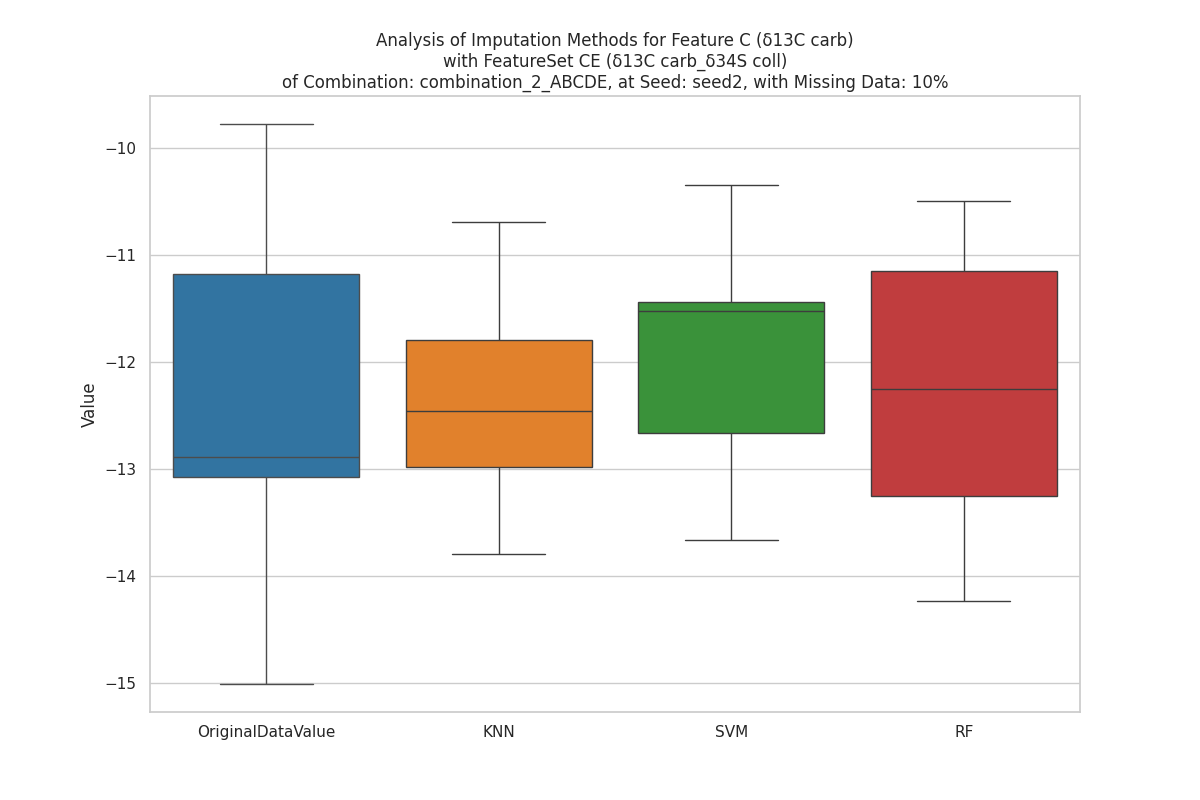 Analysis of Imputation Methods for Feature C (δ13C carb)
with FeatureSet CE (δ13C carb_δ34S coll)
of Combination: combination_2_ABCDE, at Seed: seed2, with Missing Data: 10%
−10
−11
−12
−13
−14
−15
Value
OriginalDataValue
KNN
SVM
RF